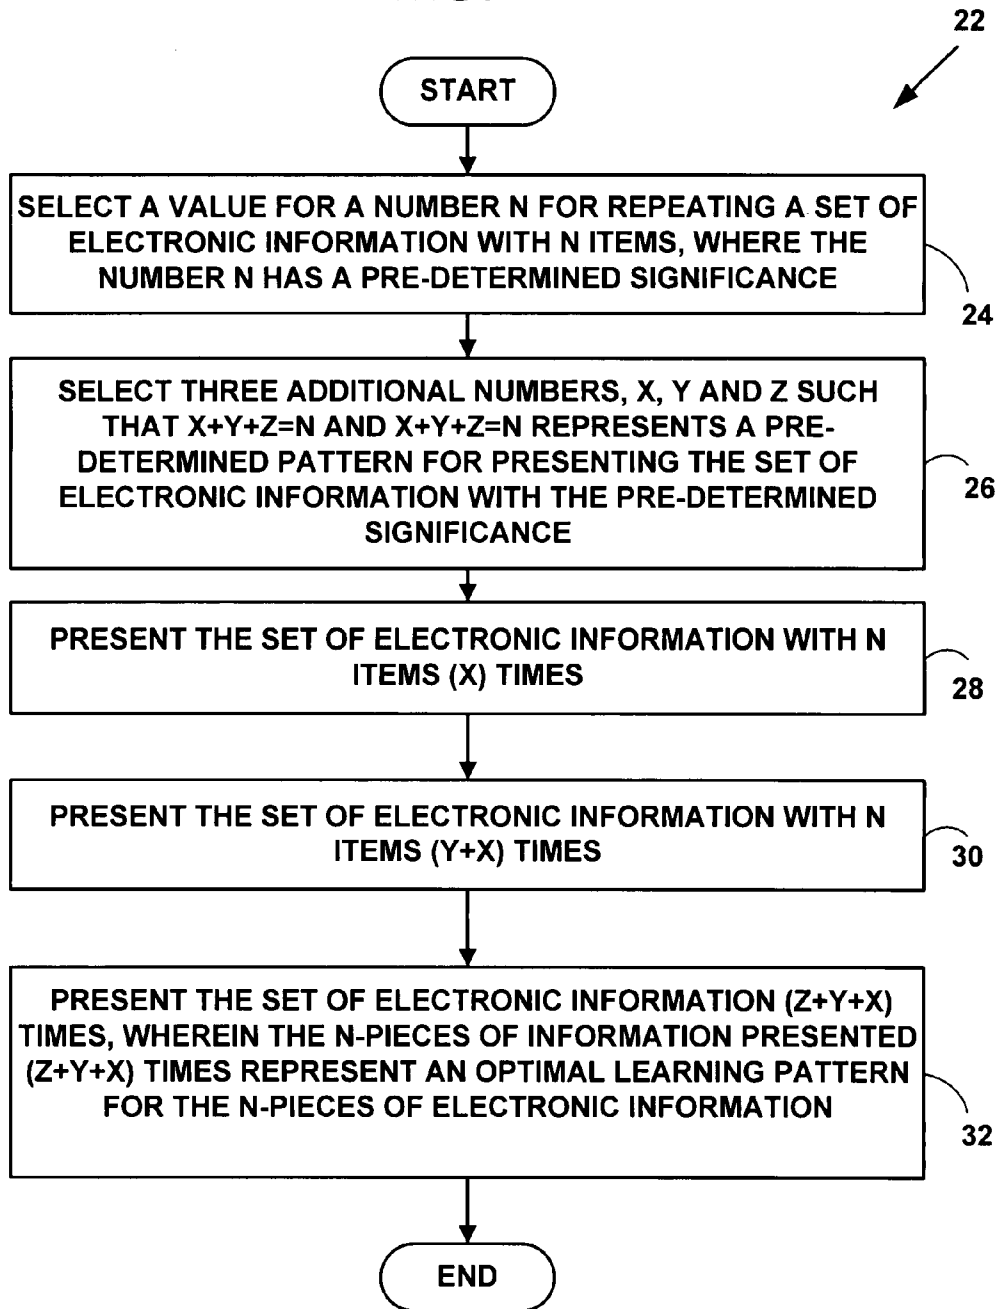 22
START
SELECT A VALUE FOR A NUMBER N FOR REPEATING A SET OF
ELECTRONIC INFORMATION WITH N ITEMS, WHERE THE
NUMBER N HAS A PRE-DETERMINED SIGNIFICANCE
24
SELECT THREE ADDITIONAL NUMBERS, X, Y AND Z SUCH
THAT X+Y+Z=N AND X+Y+Z=N REPRESENTS A PRE-
DETERMINED PATTERN FOR PRESENTING THE SET OF
ELECTRONIC INFORMATION WITH THE PRE-DETERMINED
SIGNIFICANCE
26
PRESENT THE SET OF ELECTRONIC INFORMATION WITH N
ITEMS (X) TIMES
28
PRESENT THE SET OF ELECTRONIC INFORMATION WITH N
ITEMS (Y+X) TIMES
30
PRESENT THE SET OF ELECTRONIC INFORMATION (Z+Y+X)
TIMES, WHEREIN THE N-PIECES OF INFORMATION PRESENTED
(Z+Y+X) TIMES REPRESENT AN OPTIMAL LEARNING PATTERN
FOR THE N-PIECES OF ELECTRONIC INFORMATION
32
END